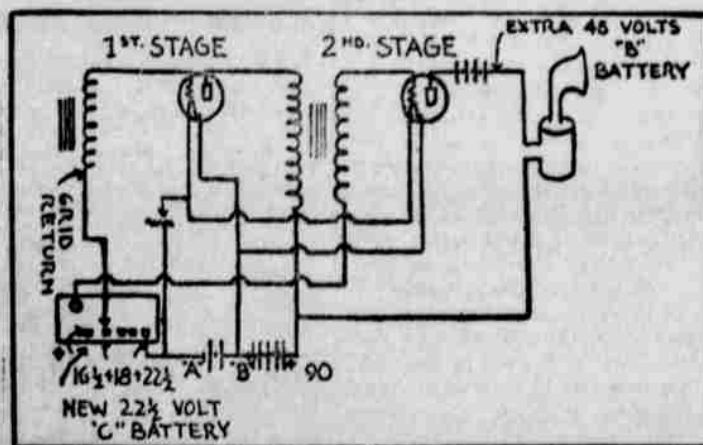 1ST. STAGE
2ND. STAGE
EXTRA 45 VOLTS
"B"
BATTERY
GRID
RETURN
"A"
"B"
90
16½+18+22½
NEW 22½ VOLT
"C" BATTERY